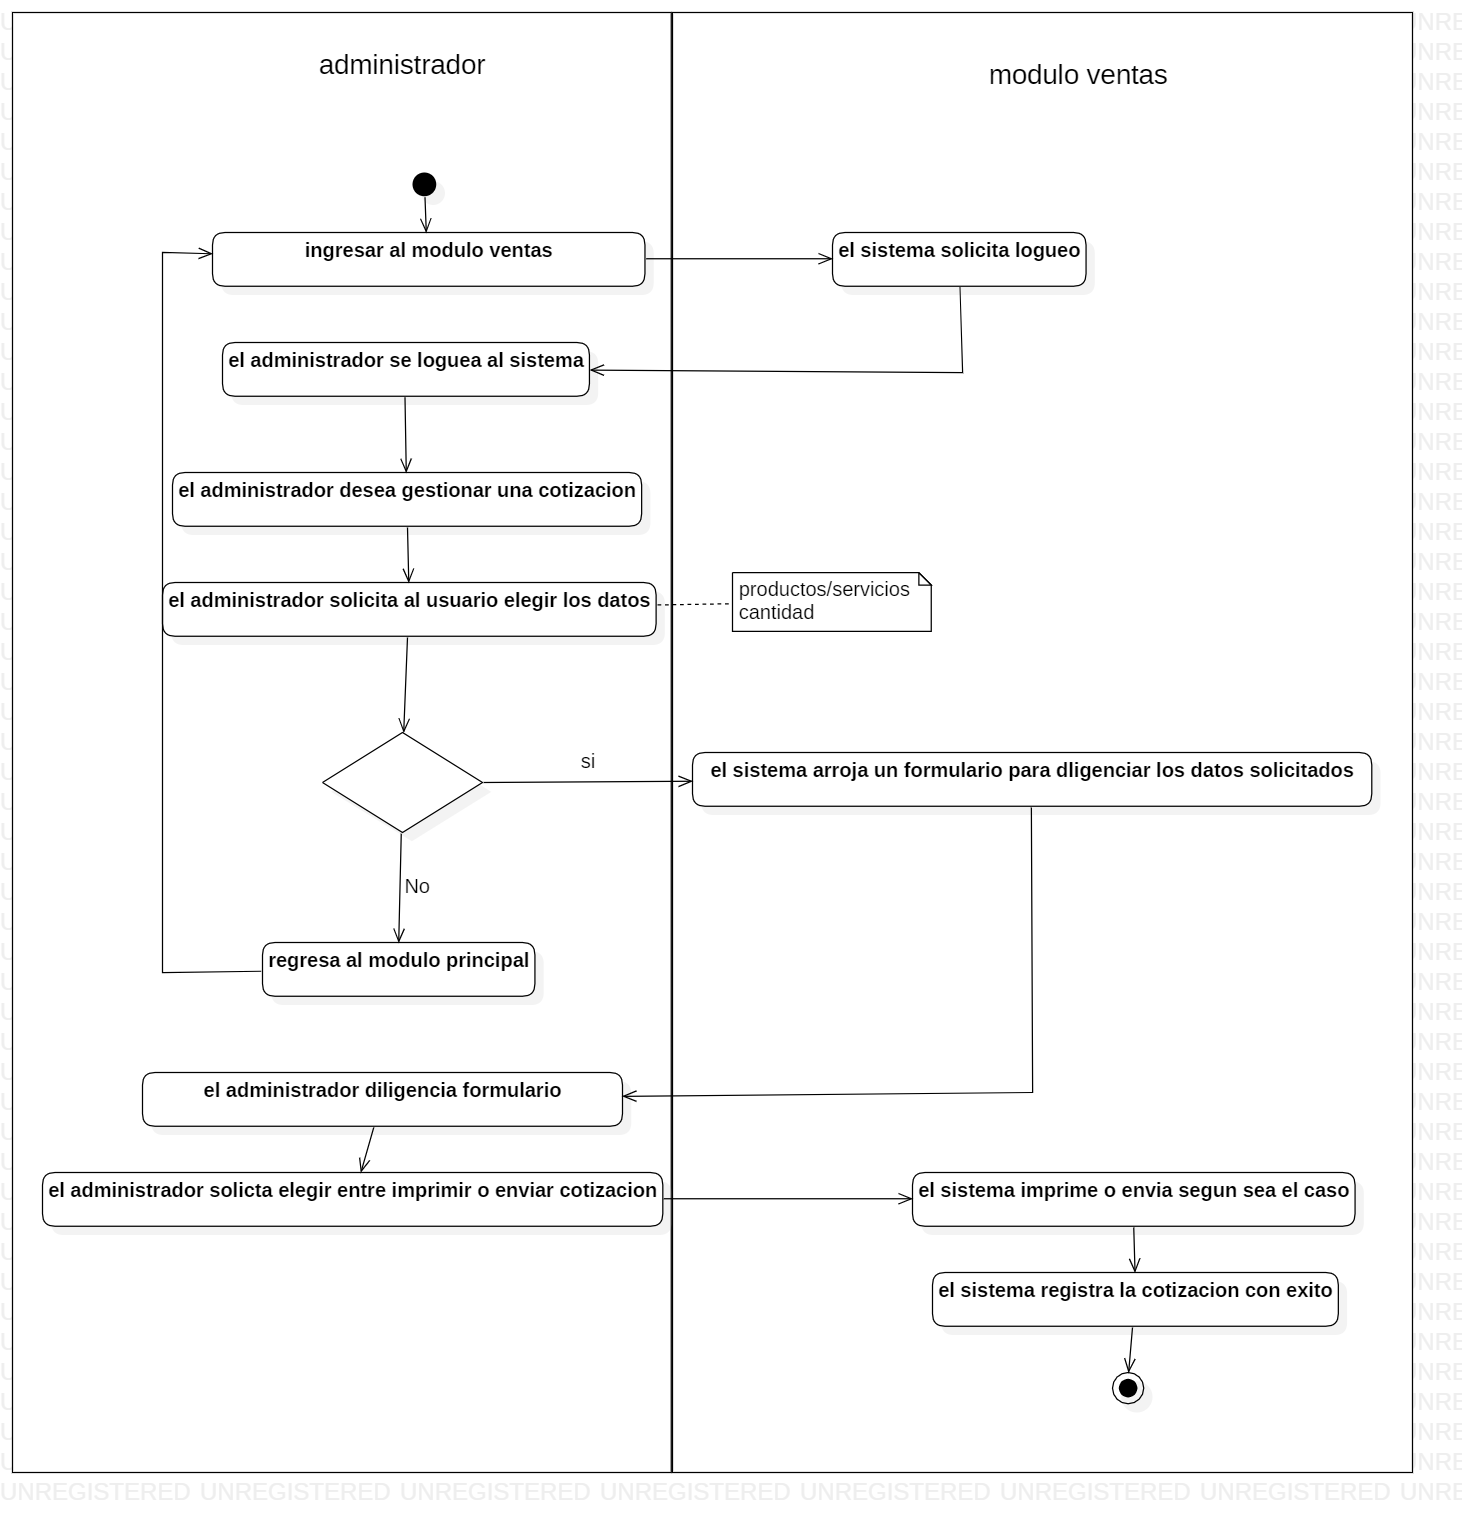 administrador
modulo ventas
ingresar al modulo ventas
el sistema solicita logueo
el administrador se loguea al sistema
el administrador desea gestionar una cotizacion
el administrador solicita al usuario elegir los datos
productos/servicios
cantidad
si
el sistema arroja un formulario para dligenciar los datos solicitados
No
regresa al modulo principal
el administrador diligencia formulario
el administrador solicta elegir entre imprimir o enviar cotizacion
el sistema imprime o envia segun sea el caso
el sistema registra la cotizacion con exito
UNREGISTERED UNREGISTERED UNREGISTERED UNREGISTERED UNREGISTERED UNREGISTERED UNREGISTERED UNRE